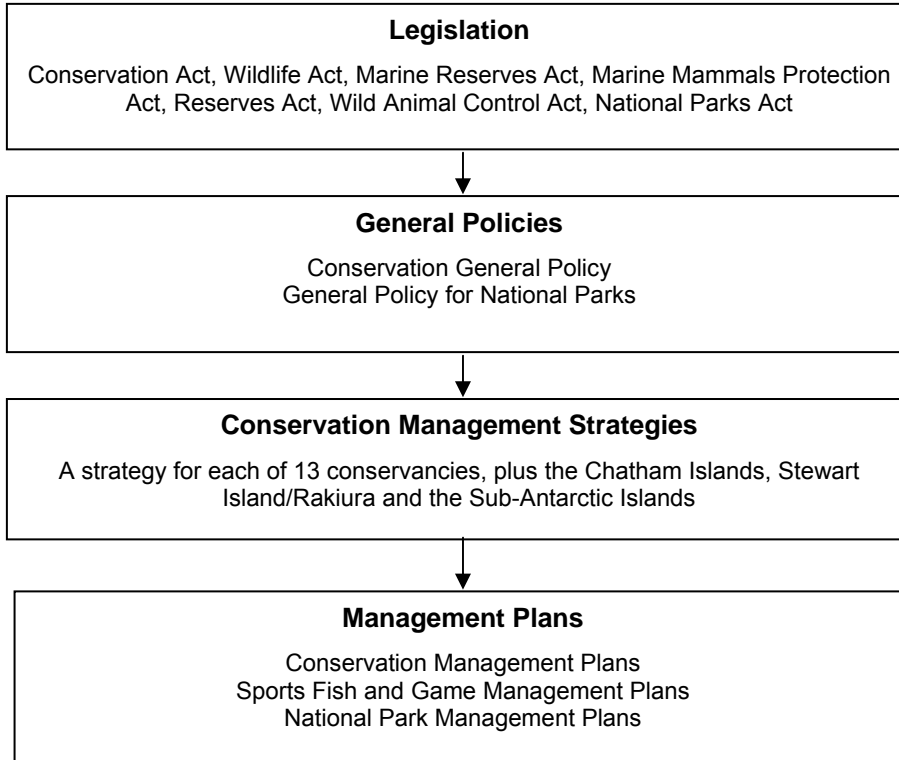 Legislation
Conservation Act, Wildlife Act, Marine Reserves Act, Marine Mammals Protection
Act, Reserves Act, Wild Animal Control Act, National Parks Act
General Policies
Conservation General Policy
General Policy for National Parks
Conservation Management Strategies
A strategy for each of 13 conservancies, plus the Chatham Islands, Stewart
Island/Rakiura and the Sub-Antarctic Islands
Management Plans
Conservation Management Plans
Sports Fish and Game Management Plans
National Park Management Plans